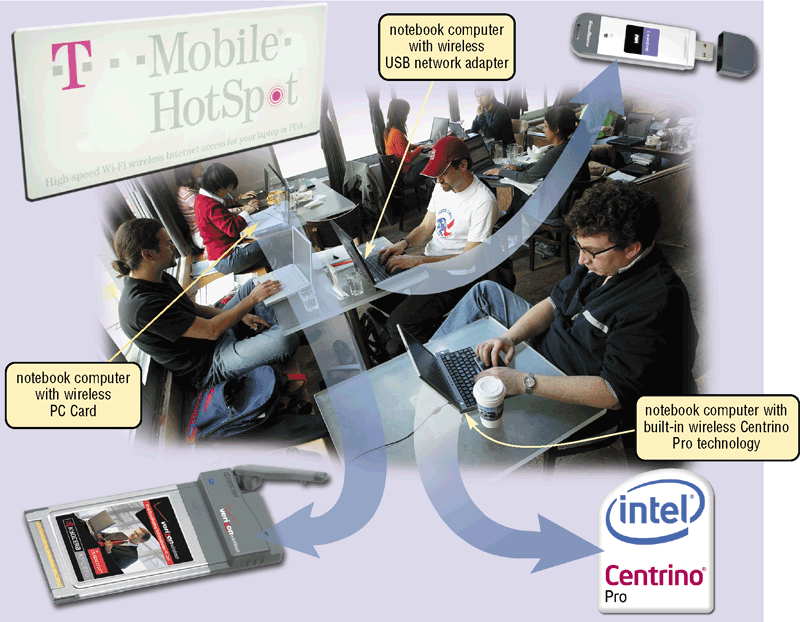 T · · Mobile®
HotSpot
High-speed Wi-Fi wireless Internet access for your laptop or PDA
notebook computer
with wireless
USB network adapter
notebook computer
with wireless
PC Card
notebook computer with
built-in wireless Centrino
Pro technology
verizon
verizon
KYOCERA
intel®
Centrino®
Pro